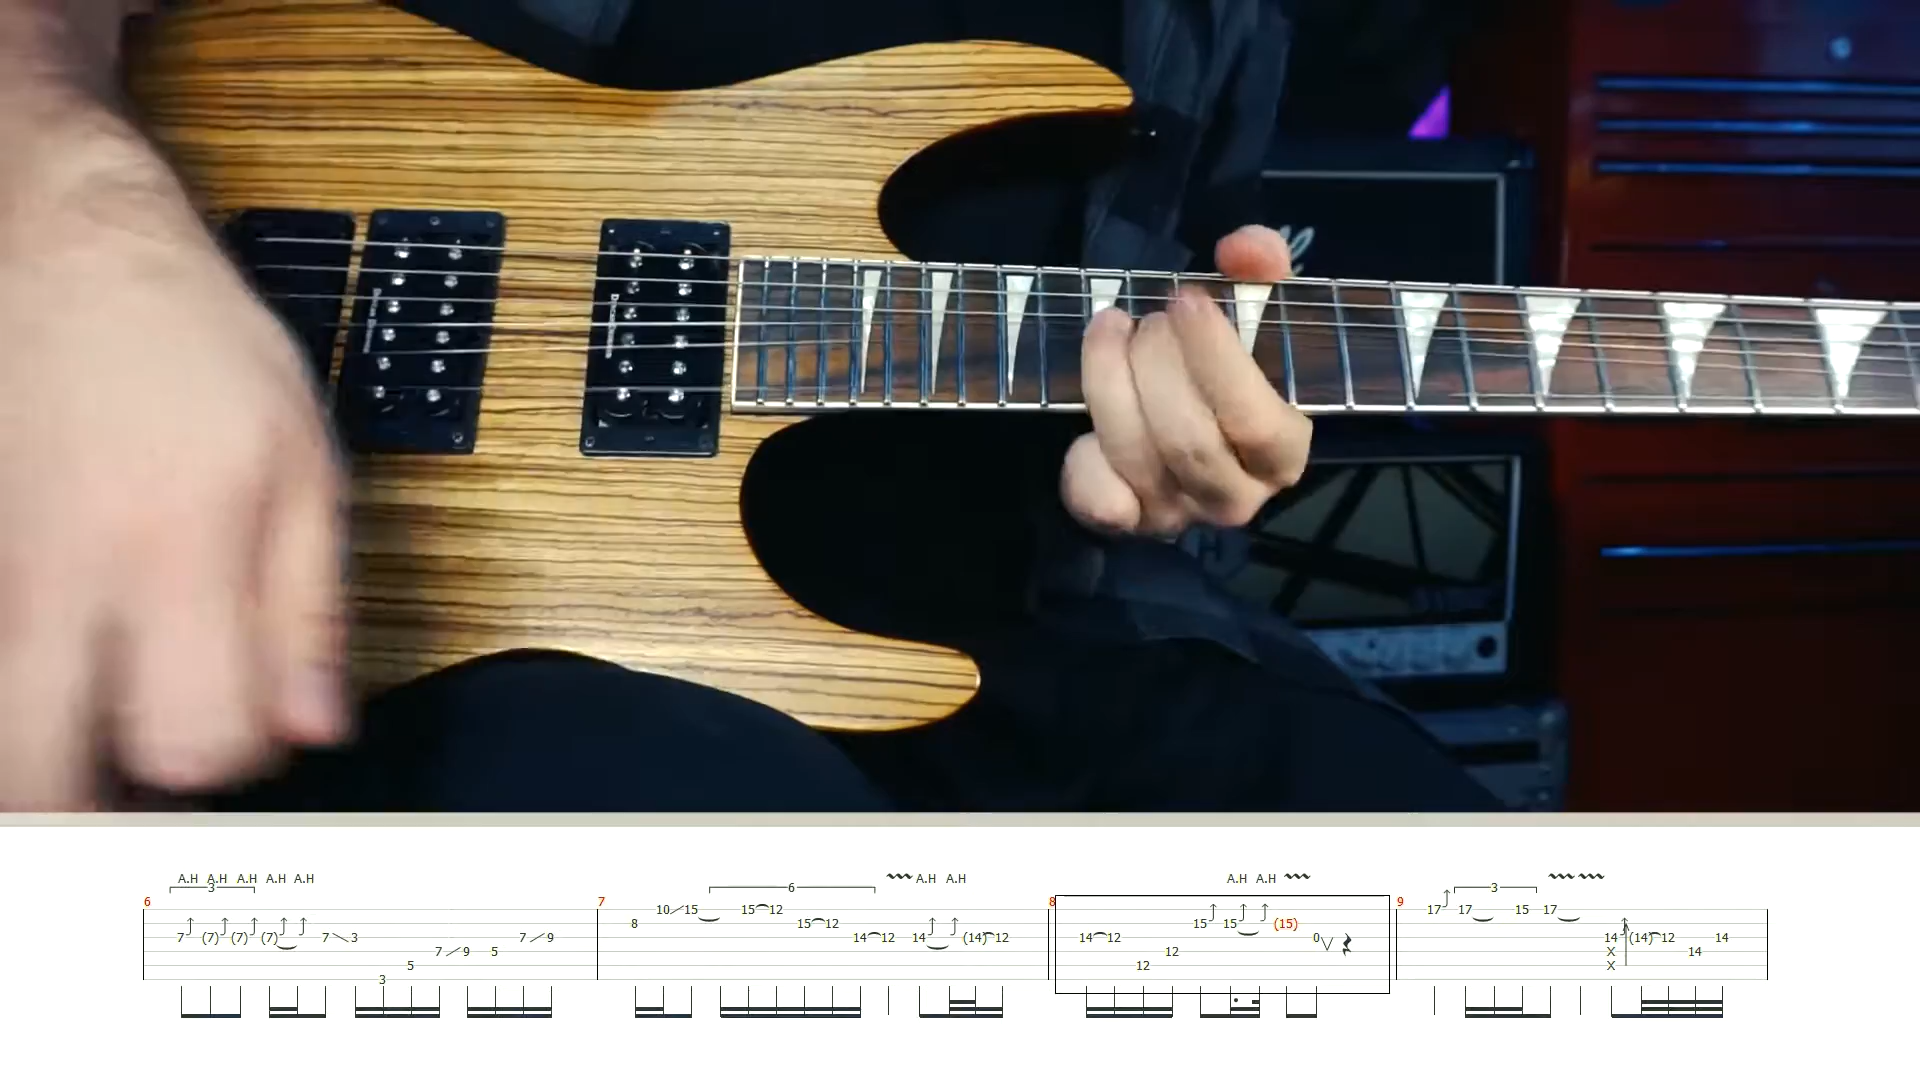 A.H A.H A.H A.H A.H A.H A.H A.H A.H
3 6 3
6 7 8 9
10 15 15 12 17 17 15 17
8 15 12 15 15 (15)
7 (7) (7) (7) 7 3 7 9 14 12 14 (14) 12 14 12 0 14 (14) 12 14
7 9 5 12 X 14
5 12 X
3